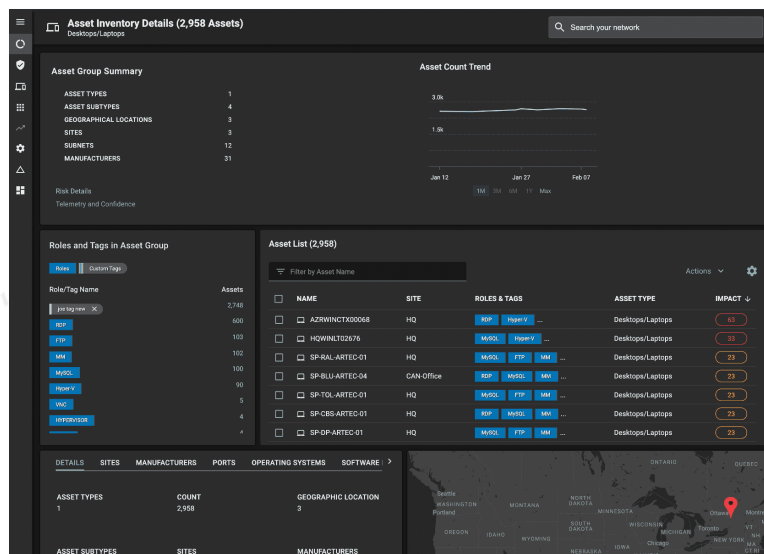 Asset Inventory Details (2,958 Assets)
Desktops/Laptops
Search your network
Asset Group Summary
ASSET TYPES 1
ASSET SUBTYPES 4
GEOGRAPHICAL LOCATIONS 3
SITES 3
SUBNETS 12
MANUFACTURERS 31
Risk Details
Telemetry and Confidence
Asset Count Trend
3.0k
1.5k
Jan 12 Jan 27 Feb 07
1M 3M 6M 1Y Max
Roles and Tags in Asset Group
Roles Custom Tags
Role/Tag Name Assets
joe tag new X 2,748
RDP 600
FTP 103
MM 102
MySQL 100
Hyper-V 90
VNC 5
HYPERVISOR 4
Asset List (2,958)
Filter by Asset Name
Actions
NAME SITE ROLES & TAGS ASSET TYPE IMPACT ↓
AZRWINCTX00068 HQ RDP Hyper-V ... Desktops/Laptops 63
HQWINLT02676 HQ MySQL Hyper-V ... Desktops/Laptops 33
SP-RAL-ARTEC-01 HQ MySQL FTP MM ... Desktops/Laptops 23
SP-BLU-ARTEC-04 CAN-Office RDP MySQL MM ... Desktops/Laptops 23
SP-TOL-ARTEC-01 HQ MySQL FTP MM ... Desktops/Laptops 23
SP-CBS-ARTEC-01 HQ RDP MySQL MM ... Desktops/Laptops 23
SP-DP-ARTEC-01 HQ MySQL FTP MM ... Desktops/Laptops 23
DETAILS SITES MANUFACTURERS PORTS OPERATING SYSTEMS SOFTWARE
ASSET TYPES COUNT GEOGRAPHIC LOCATION
1 2,958 3
ASSET SUBTYPES SITES MANUFACTURERS
ONTARIO
QUEBEC
Seattle
WASHINGTON
Portland
MONTANA
NORTH
DAKOTA
MINNESOTA
Ottawa
Montre
OREGON
IDAHO
WYOMING
SOUTH
DAKOTA
WISCONSIN
MICHIGAN
Toronto
VT
NH
NEW YORK
MA
CT RI
Chicago
IOWA
NEBRASKA